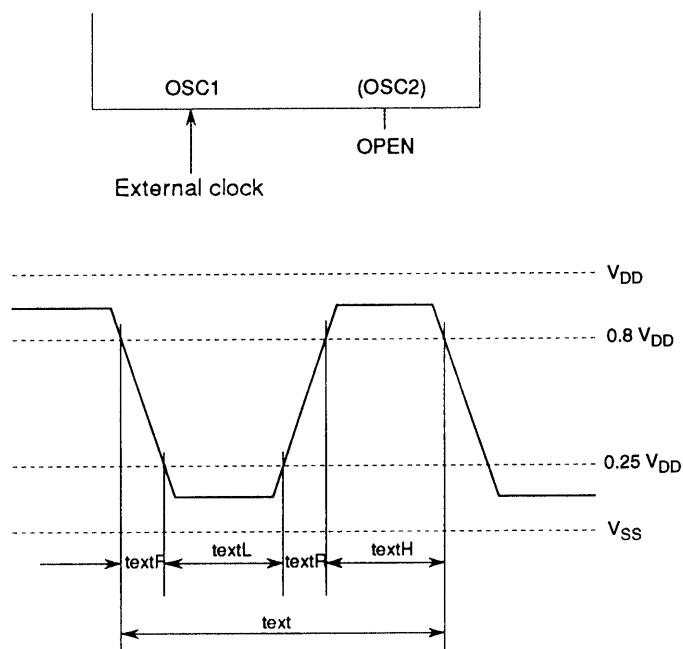 OSC1 (OSC2)
OPEN
External clock
VDD
0.8 VDD
0.25 VDD
VSS
textF textL textR textH
text